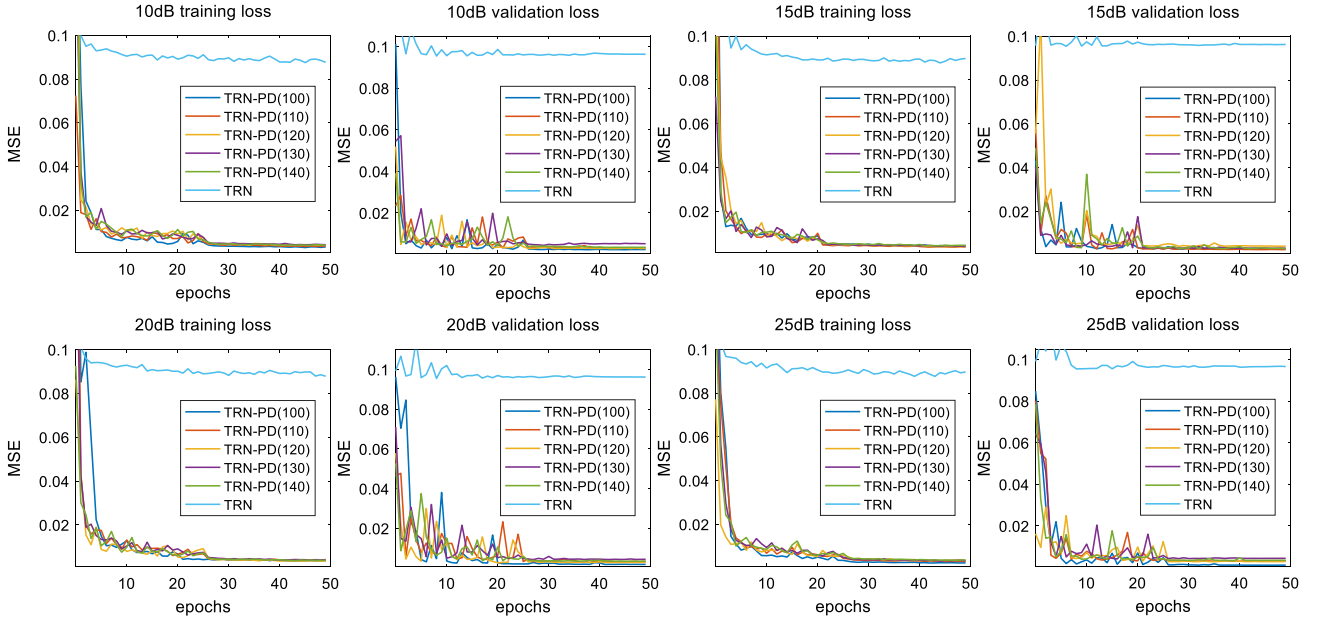 10dB training loss
MSE
0.1
0.08
0.06
0.04
0.02
TRN-PD(100)
TRN-PD(110)
TRN-PD(120)
TRN-PD(130)
TRN-PD(140)
TRN
10 20 30 40 50
epochs
10dB validation loss
MSE
0.1
0.08
0.06
0.04
0.02
TRN-PD(100)
TRN-PD(110)
TRN-PD(120)
TRN-PD(130)
TRN-PD(140)
TRN
10 20 30 40 50
epochs
15dB training loss
MSE
0.1
0.08
0.06
0.04
0.02
TRN-PD(100)
TRN-PD(110)
TRN-PD(120)
TRN-PD(130)
TRN-PD(140)
TRN
10 20 30 40 50
epochs
15dB validation loss
MSE
0.1
0.08
0.06
0.04
0.02
TRN-PD(100)
TRN-PD(110)
TRN-PD(120)
TRN-PD(130)
TRN-PD(140)
TRN
10 20 30 40 50
epochs
20dB training loss
MSE
0.1
0.08
0.06
0.04
0.02
TRN-PD(100)
TRN-PD(110)
TRN-PD(120)
TRN-PD(130)
TRN-PD(140)
TRN
10 20 30 40 50
epochs
20dB validation loss
MSE
0.1
0.08
0.06
0.04
0.02
TRN-PD(100)
TRN-PD(110)
TRN-PD(120)
TRN-PD(130)
TRN-PD(140)
TRN
10 20 30 40 50
epochs
25dB training loss
MSE
0.1
0.08
0.06
0.04
0.02
TRN-PD(100)
TRN-PD(110)
TRN-PD(120)
TRN-PD(130)
TRN-PD(140)
TRN
10 20 30 40 50
epochs
25dB validation loss
MSE
0.1
0.08
0.06
0.04
0.02
TRN-PD(100)
TRN-PD(110)
TRN-PD(120)
TRN-PD(130)
TRN-PD(140)
TRN
10 20 30 40 50
epochs